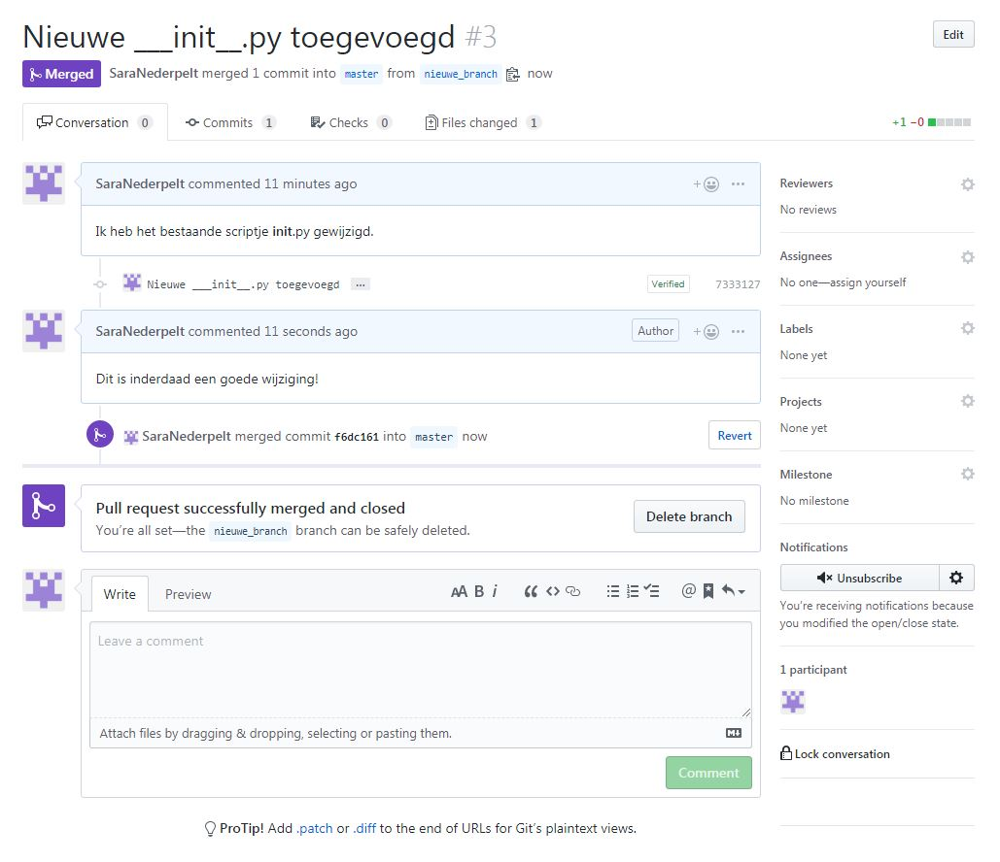 Nieuwe ___init__.py toegevoegd #3
Edit
Merged SaraNederpelt merged 1 commit into master from nieuwe_branch now
Conversation 0 Commits 1 Checks 0 Files changed 1 +1 −0
SaraNederpelt commented 11 minutes ago
Ik heb het bestaande scriptje init.py gewijzigd.
Nieuwe ___init__.py toegevoegd … Verified 7333127
SaraNederpelt commented 11 seconds ago Author
Dit is inderdaad een goede wijziging!
SaraNederpelt merged commit f6dc161 into master now Revert
Pull request successfully merged and closed
You’re all set—the nieuwe_branch branch can be safely deleted.
Delete branch
Write Preview
Leave a comment
Attach files by dragging & dropping, selecting or pasting them.
Comment
ProTip! Add .patch or .diff to the end of URLs for Git’s plaintext views.
Reviewers
No reviews
Assignees
No one—assign yourself
Labels
None yet
Projects
None yet
Milestone
No milestone
Notifications
Unsubscribe
You’re receiving notifications because
you modified the open/close state.
1 participant
Lock conversation